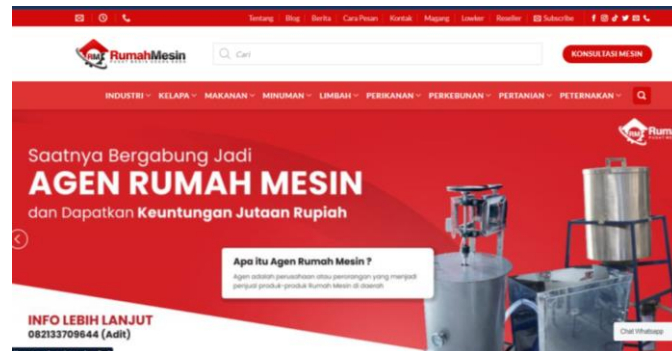 Tentang Blog Berita Cara Pesan Kontak Magang Lowker Reseller Subscribe
RM RumahMesin
Cari
KONSULTASI MESIN
INDUSTRI KELAPA MAKANAN MINUMAN LIMBAH PERIKANAN PERKEBUNAN PERTANIAN PETERNAKAN
RM Rum
Saatnya Bergabung Jadi
AGEN RUMAH MESIN
dan Dapatkan Keuntungan Jutaan Rupiah
Apa itu Agen Rumah Mesin ?
Agen adalah perusahaan atau perorangan yang menjadi
penjual produk-produk Rumah Mesin di daerah
INFO LEBIH LANJUT
082133709644 (Adit)
Chat Whatsapp